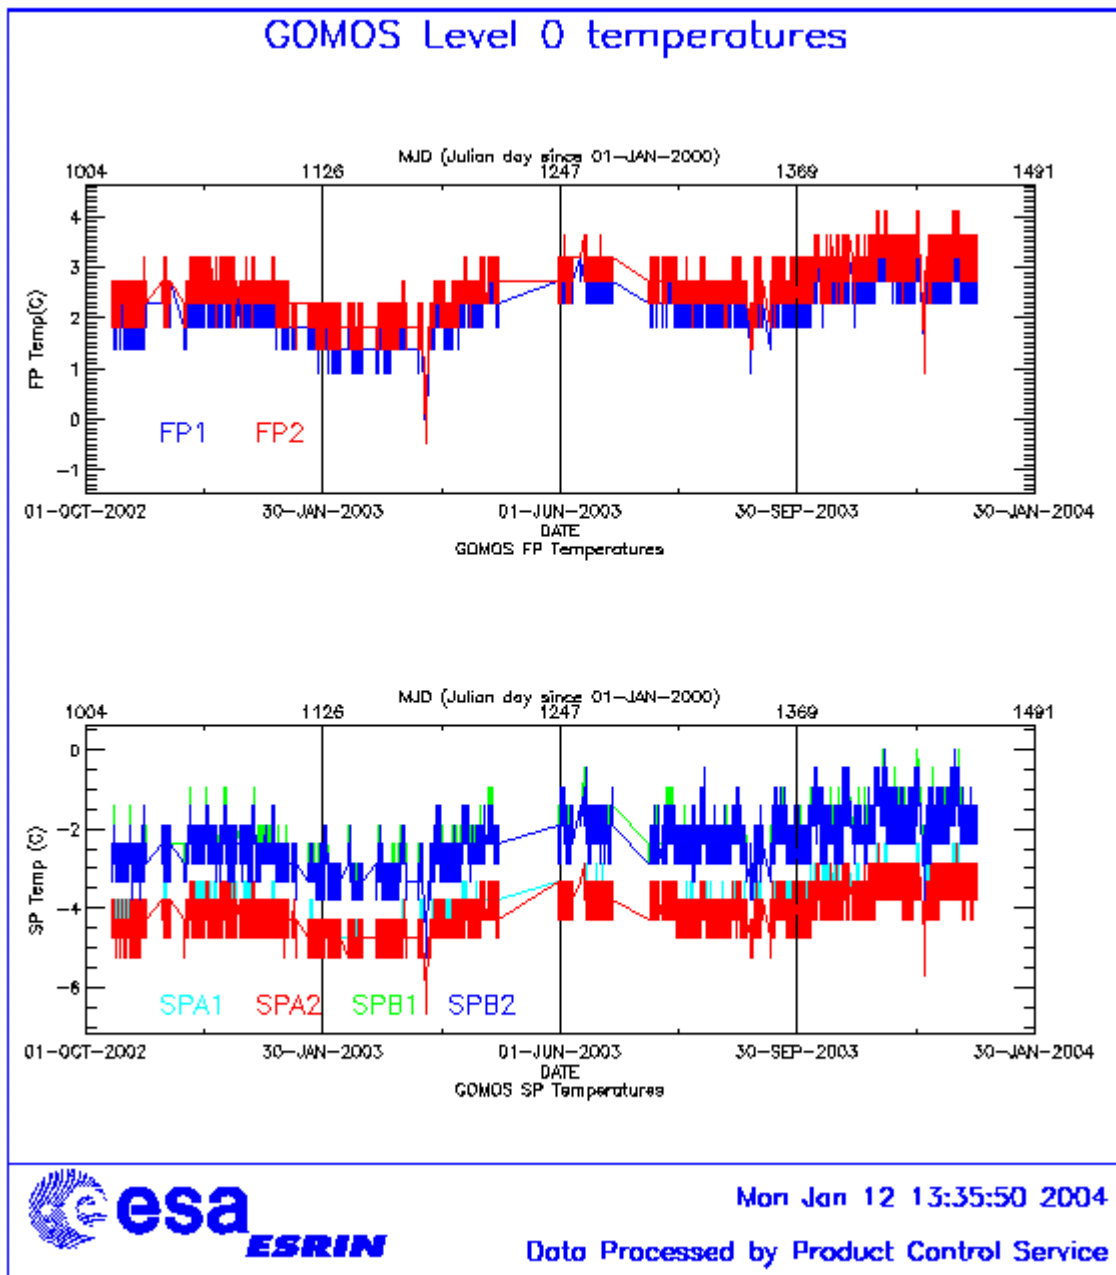 GOMOS Level 0 temperatures
MJD (Julian day since 01-JAN-2000)
1004 1126 1247 1369 1491
FP Temp(C)
4
3
2
1
0
-1
FP1 FP2
01-OCT-2002 30-JAN-2003 01-JUN-2003 30-SEP-2003 30-JAN-2004
DATE
GOMOS FP Temperatures
MJD (Julian day since 01-JAN-2000)
1004 1126 1247 1369 1491
SP Temp (C)
0
-2
-4
-6
SPA1 SPA2 SPB1 SPB2
01-OCT-2002 30-JAN-2003 01-JUN-2003 30-SEP-2003 30-JAN-2004
DATE
GOMOS SP Temperatures
esa
ESRIN
Mon Jan 12 13:35:50 2004
Data Processed by Product Control Service